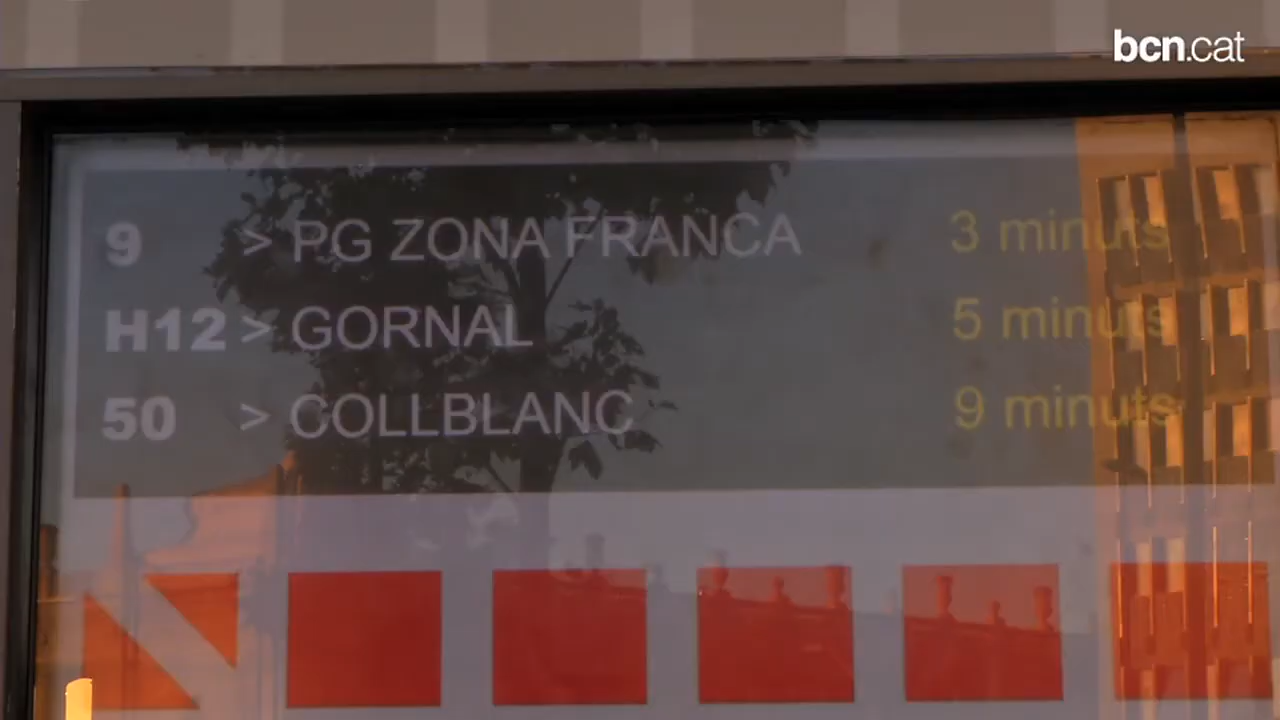 bcn.cat
9 > PG ZONA FRANCA 3 minuts
H12 > GORNAL 5 minuts
50 > COLLBLANC 9 minuts